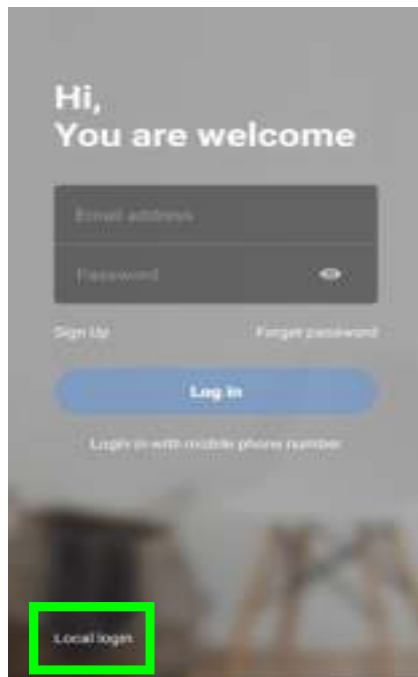 Hi,
You are welcome
Email address
Password
Sign Up
Forget password
Log in
Login in with mobile phone number
Local login